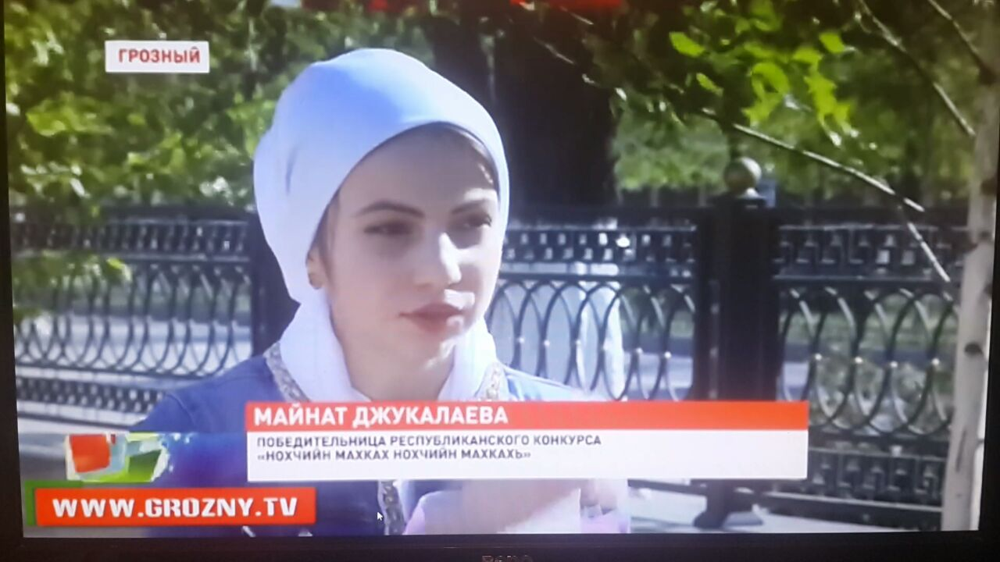 ГРОЗНЫЙ
МАЙНАТ ДЖУКАЛАЕВА
ПОБЕДИТЕЛЬНИЦА РЕСПУБЛИКАНСКОГО КОНКУРСА
«НОХЧИЙН МАХКАХ НОХЧИЙН МАХКАХЬ»
WWW.GROZNY.TV